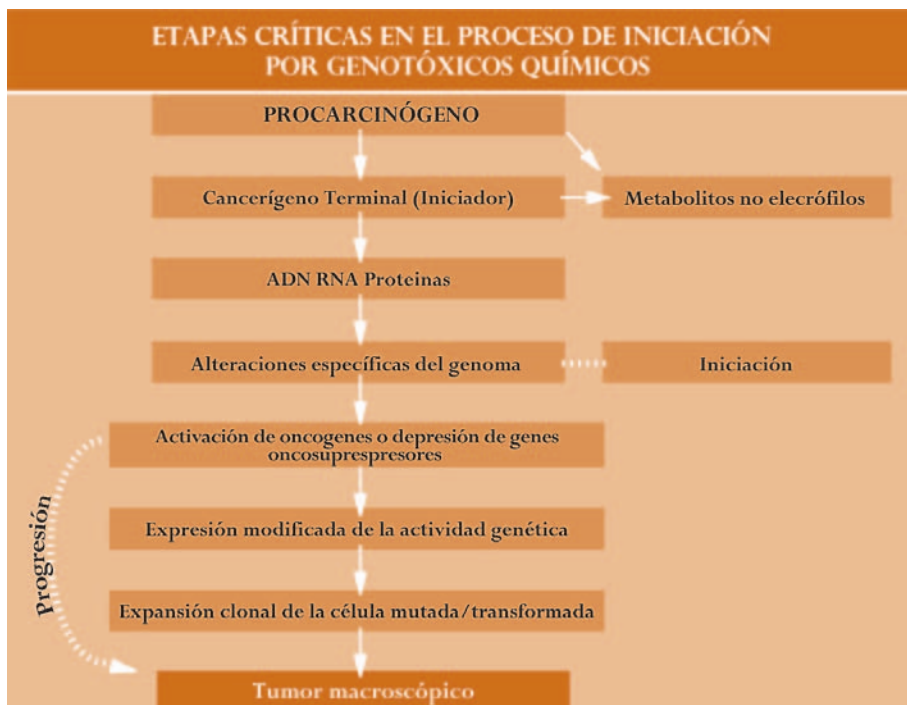 ETAPAS CRÍTICAS EN EL PROCESO DE INICIACIÓN
POR GENOTÓXICOS QUÍMICOS
PROCARCINÓGENO
Cancerígeno Terminal (Iniciador)
Metabolitos no elecrófilos
ADN RNA Proteinas
Alteraciones específicas del genoma
Iniciación
Activación de oncogenes o depresión de genes
oncosuprespresores
Progresión
Expresión modificada de la actividad genética
Expansión clonal de la célula mutada/transformada
Tumor macroscópico